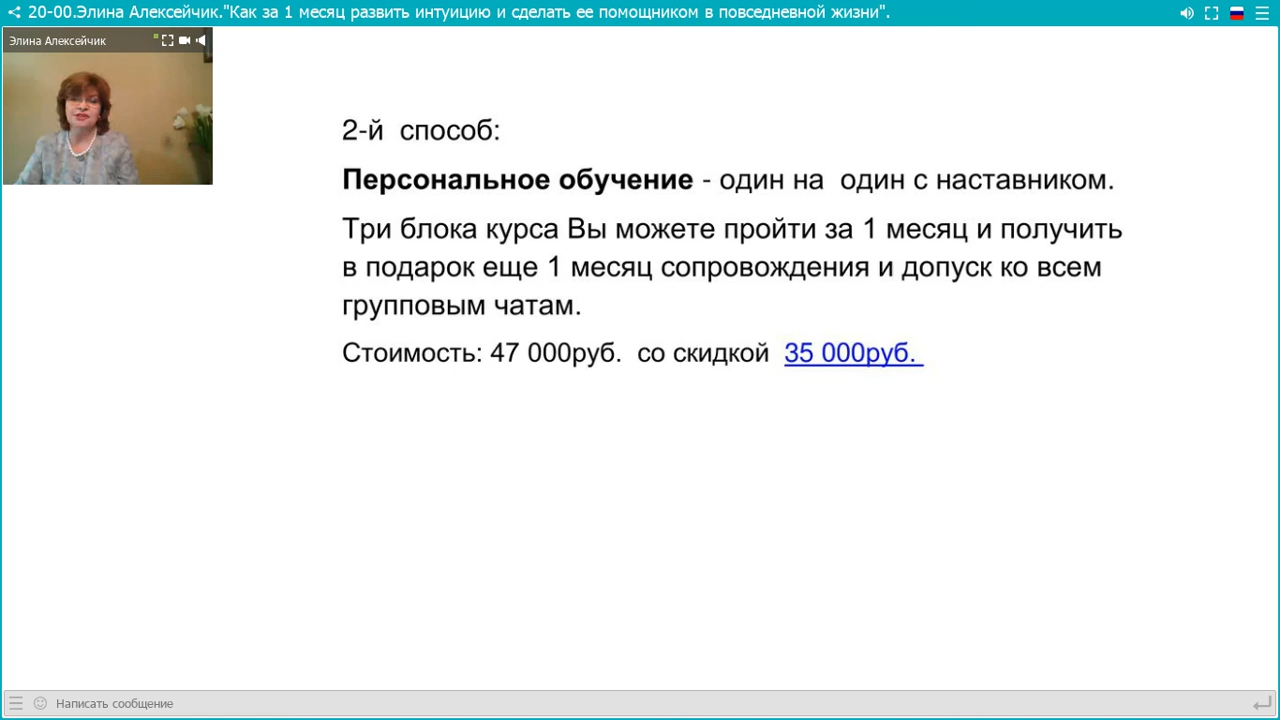 20-00.Элина Алексейчик."Как за 1 месяц развить интуицию и сделать ее помощником в повседневной жизни".
Элина Алексейчик
2-й способ:
Персональное обучение - один на один с наставником.
Три блока курса Вы можете пройти за 1 месяц и получить
в подарок еще 1 месяц сопровождения и допуск ко всем
групповым чатам.
Стоимость: 47 000руб. со скидкой 35 000руб.
Написать сообщение